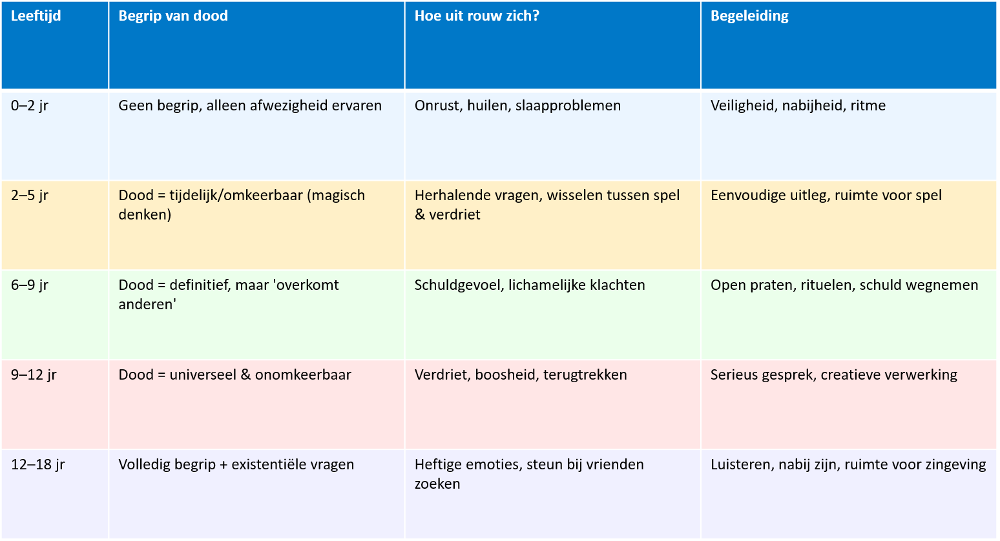 Leeftijd
Begrip van dood
Hoe uit rouw zich?
Begeleiding
0–2 jr
Geen begrip, alleen afwezigheid ervaren
Onrust, huilen, slaapproblemen
Veiligheid, nabijheid, ritme
2–5 jr
Dood = tijdelijk/omkeerbaar (magisch
denken)
Herhalende vragen, wisselen tussen spel
& verdriet
Eenvoudige uitleg, ruimte voor spel
6–9 jr
Dood = definitief, maar 'overkomt
anderen'
Schuldgevoel, lichamelijke klachten
Open praten, rituelen, schuld wegnemen
9–12 jr
Dood = universeel & onomkeerbaar
Verdriet, boosheid, terugtrekken
Serieus gesprek, creatieve verwerking
12–18 jr
Volledig begrip + existentiële vragen
Heftige emoties, steun bij vrienden
zoeken
Luisteren, nabij zijn, ruimte voor zingeving